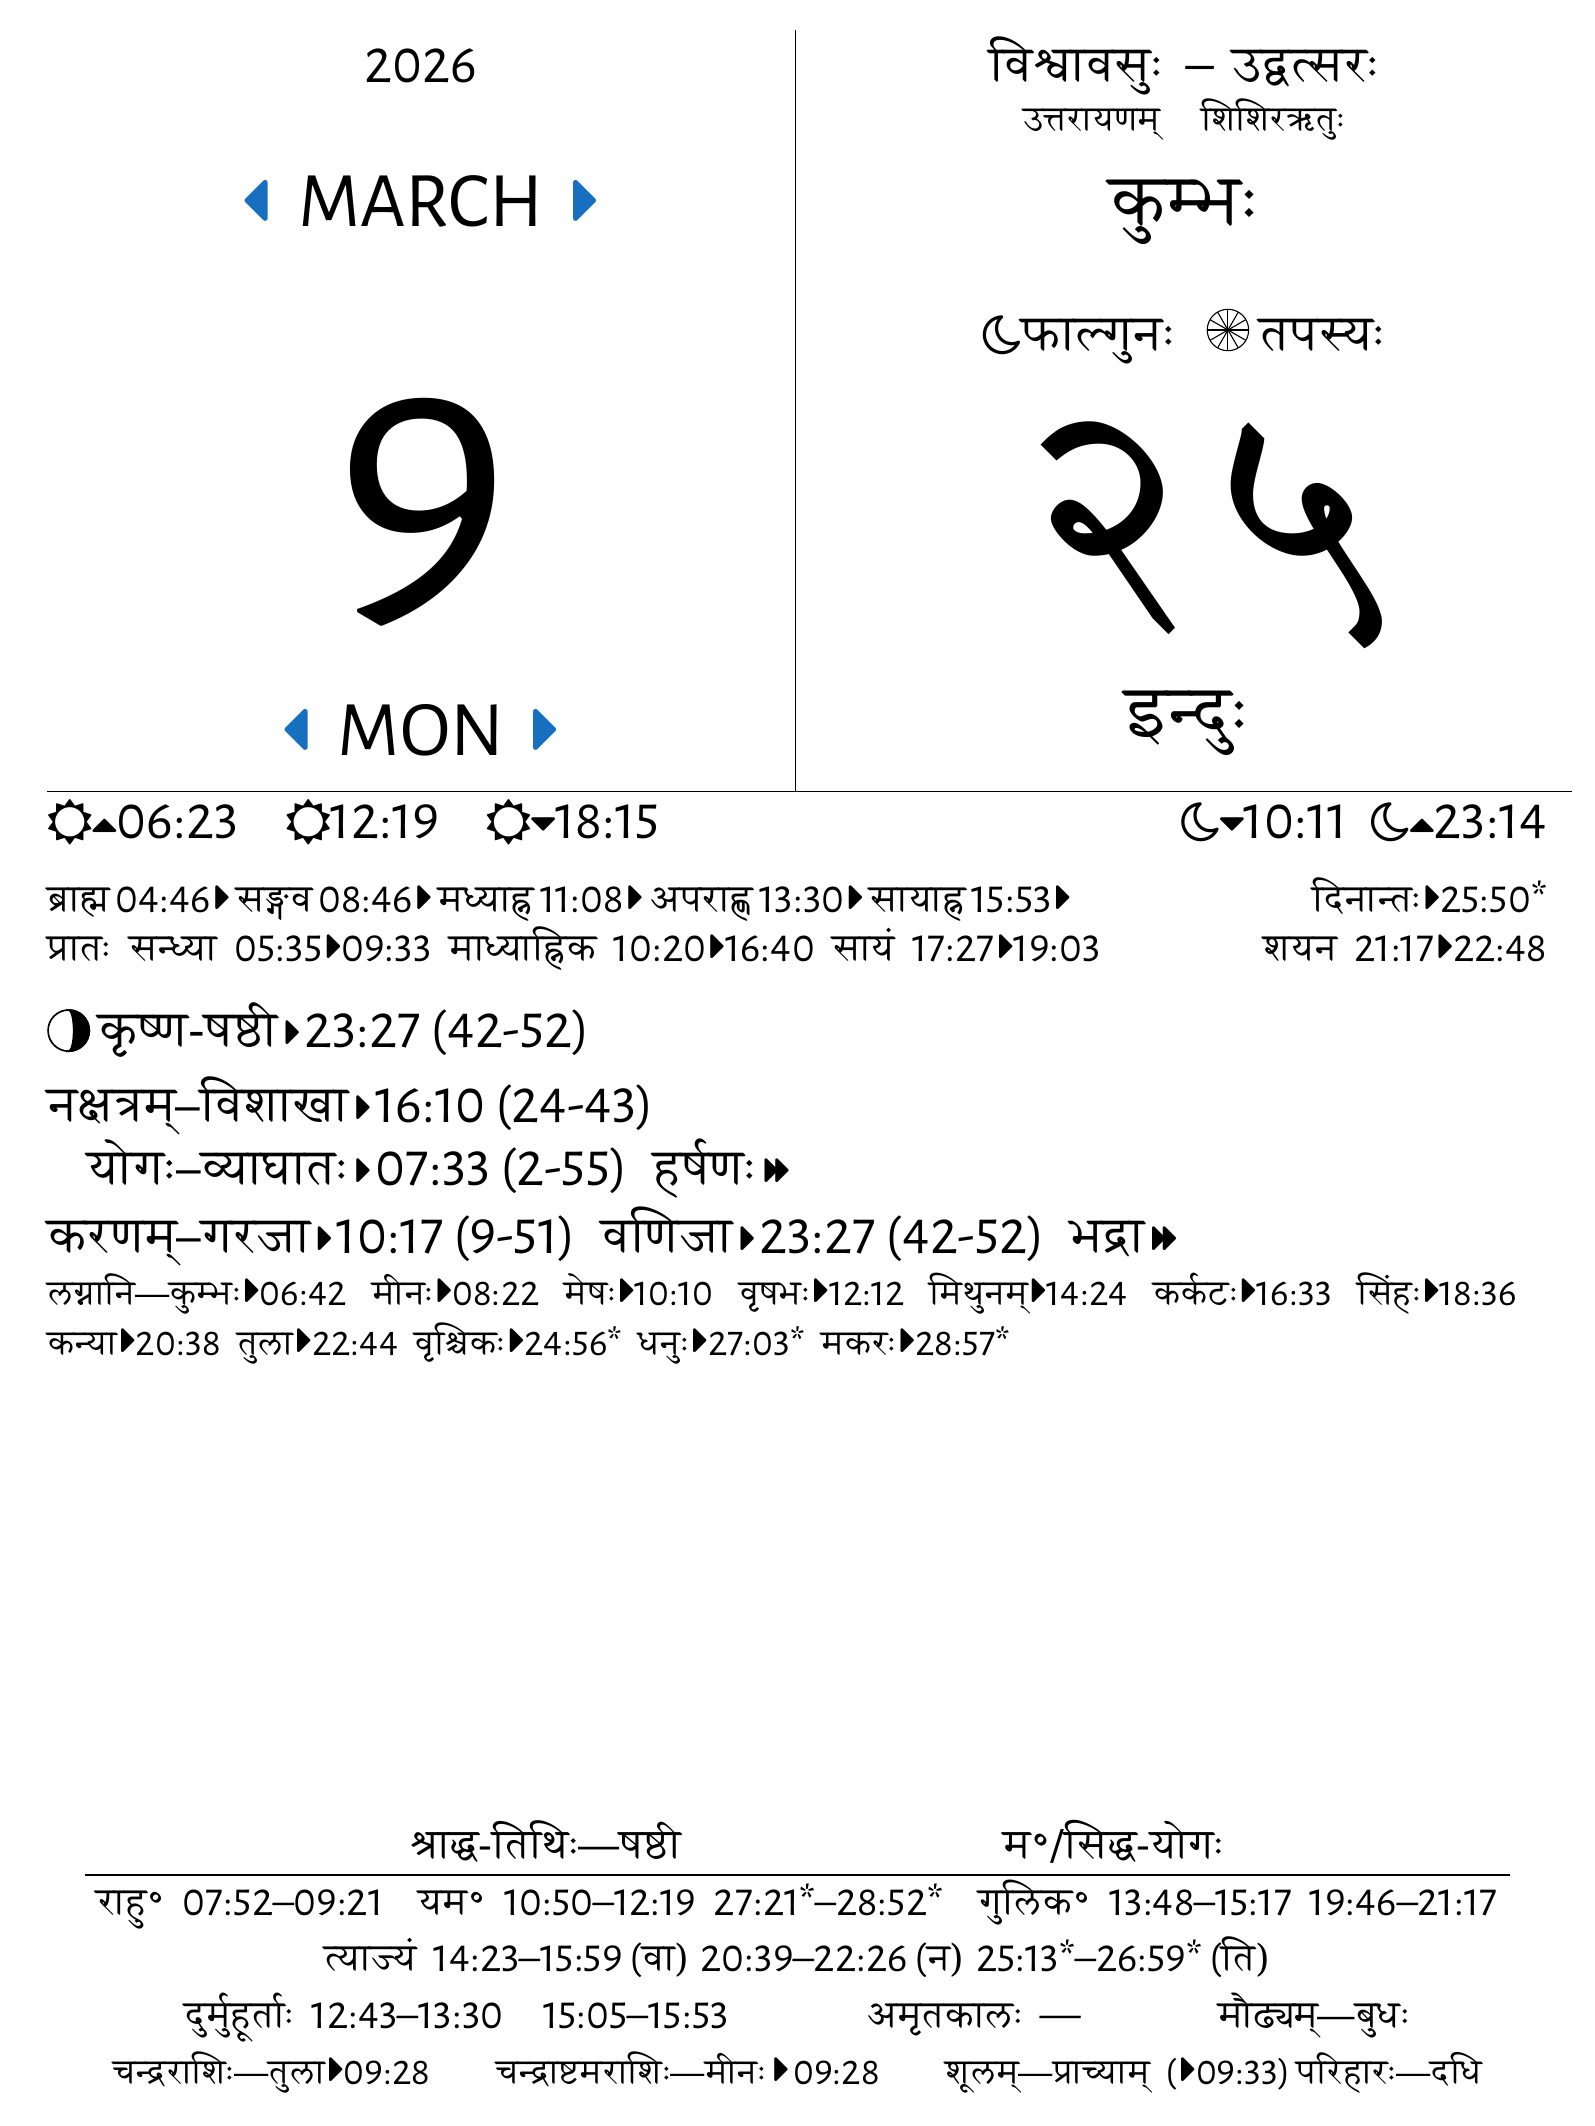 2026
MARCH
9
MON
विश्वावसुः – उद्वत्सरः
उत्तरायणम् शिशिरऋतुः
कुम्भः
फाल्गुनः तपस्यः
२५
इन्दुः
06:23 12:19 18:15 10:11 23:14
ब्राह्म 04:46 सङ्गव 08:46 मध्याह्न 11:08 अपराह्ण 13:30 सायाह्न 15:53 दिनान्तः 25:50*
प्रातः सन्ध्या 05:35 09:33 माध्याह्निक 10:20 16:40 सायं 17:27 19:03 शयन 21:17 22:48
कृष्ण-षष्ठी 23:27 (42-52)
नक्षत्रम्–विशाखा 16:10 (24-43)
योगः–व्याघातः 07:33 (2-55) हर्षणः
करणम्–गरजा 10:17 (9-51) वणिजा 23:27 (42-52) भद्रा
लग्नानि—कुम्भः 06:42 मीनः 08:22 मेषः 10:10 वृषभः 12:12 मिथुनम् 14:24 कर्कटः 16:33 सिंहः 18:36
कन्या 20:38 तुला 22:44 वृश्चिकः 24:56* धनुः 27:03* मकरः 28:57*
श्राद्ध-तिथिः—षष्ठी म॰/सिद्ध-योगः
राहु॰ 07:52–09:21 यम॰ 10:50–12:19 27:21*–28:52* गुलिक॰ 13:48–15:17 19:46–21:17
त्याज्यं 14:23–15:59 (वा) 20:39–22:26 (न) 25:13*–26:59* (ति)
दुर्मुहूर्ताः 12:43–13:30 15:05–15:53 अमृतकालः — मौढ्यम्—बुधः
चन्द्रराशिः—तुला 09:28 चन्द्राष्टमराशिः—मीनः 09:28 शूलम्—प्राच्याम् ( 09:33) परिहारः—दधि